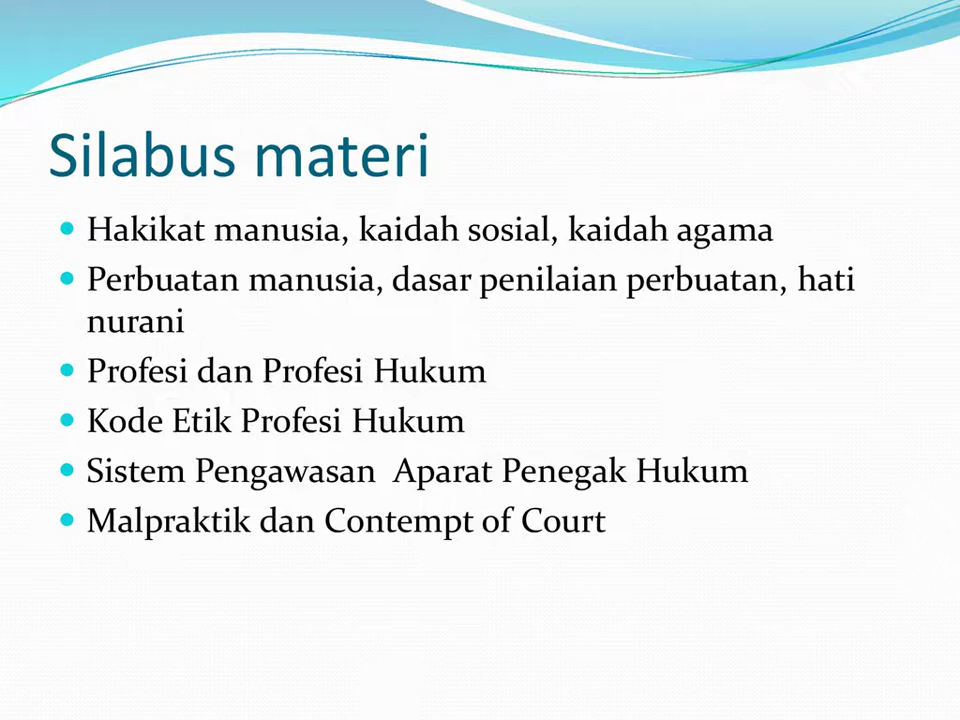 Silabus materi
Hakikat manusia, kaidah sosial, kaidah agama
Perbuatan manusia, dasar penilaian perbuatan, hati
nurani
Profesi dan Profesi Hukum
Kode Etik Profesi Hukum
Sistem Pengawasan  Aparat Penegak Hukum
Malpraktik dan Contempt of Court